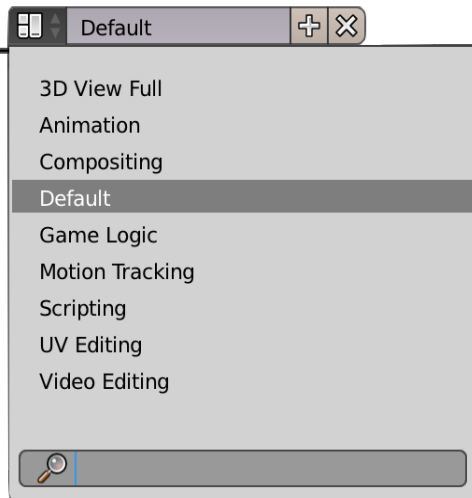 Default
3D View Full
Animation
Compositing
Default
Game Logic
Motion Tracking
Scripting
UV Editing
Video Editing